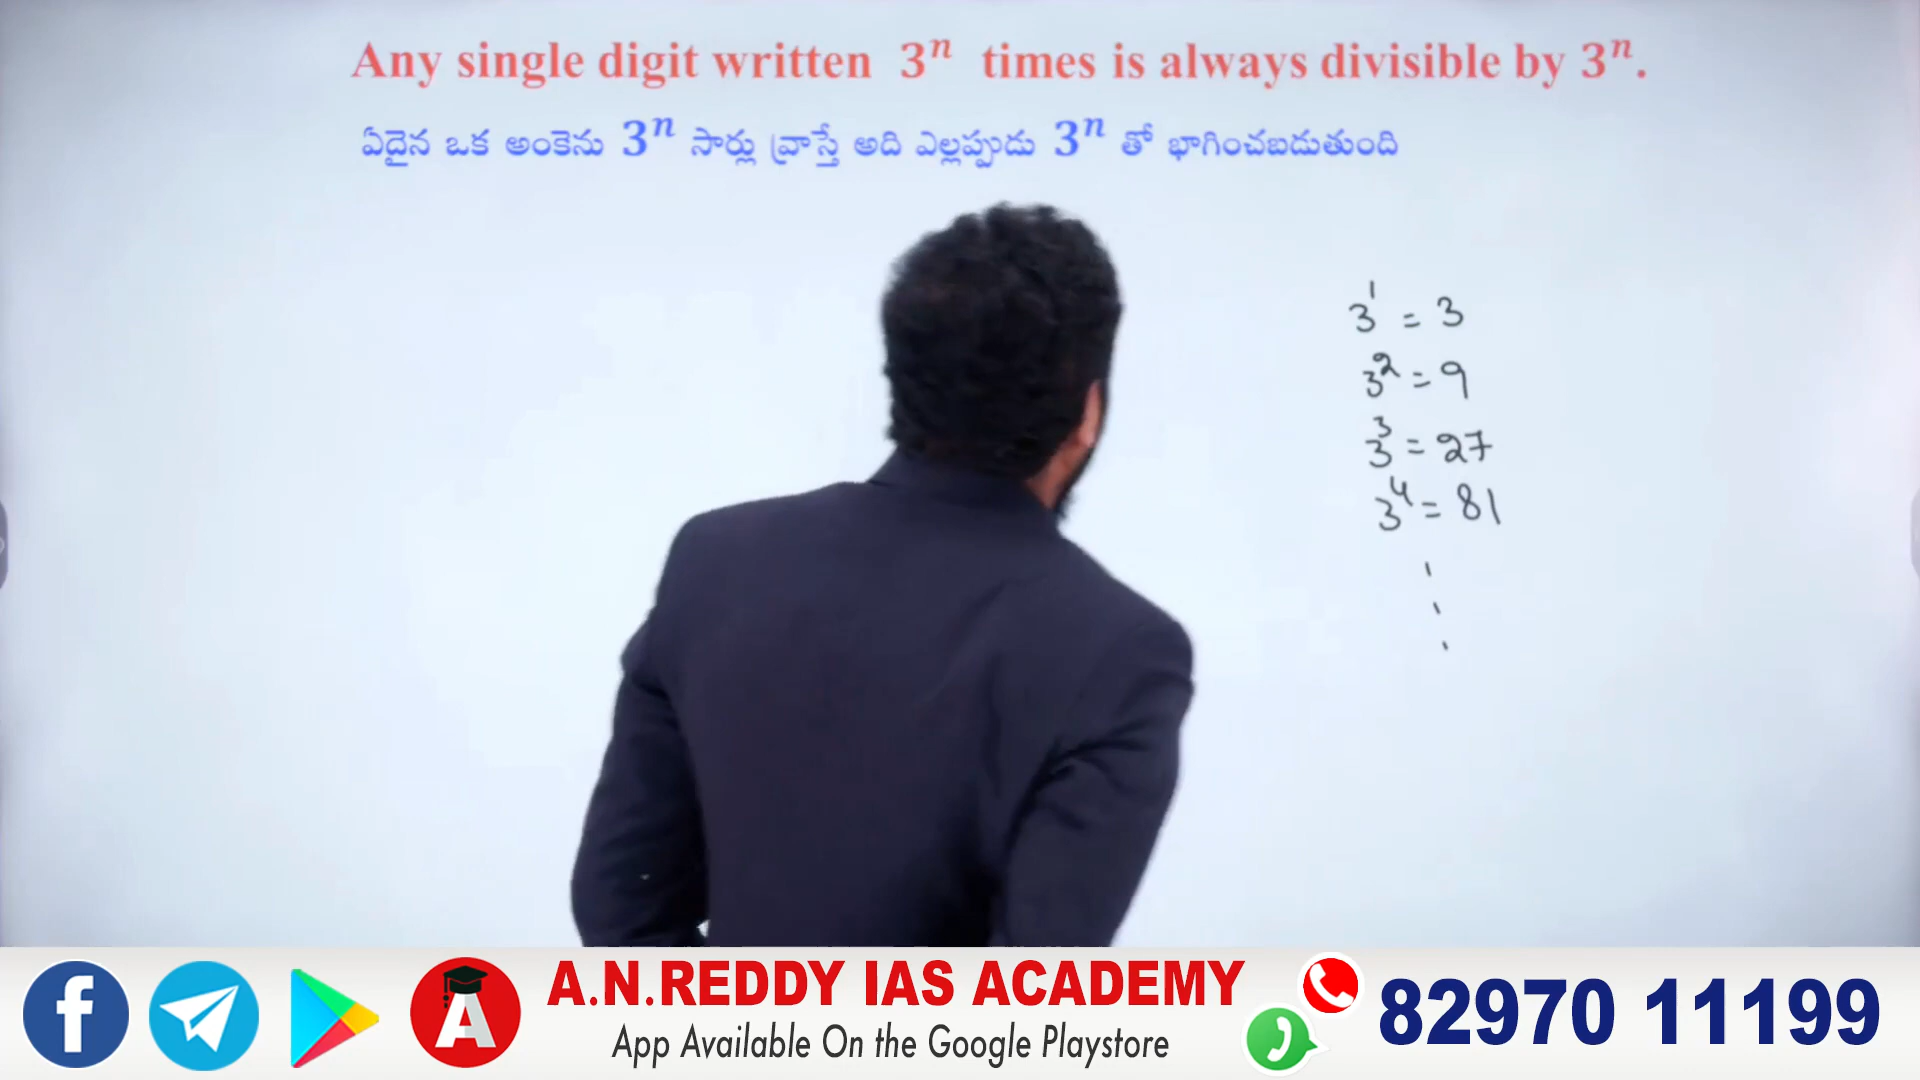 Any single digit written 3ⁿ times is always divisible by 3ⁿ.
ఏదైన ఒక అంకెను 3ⁿ సార్లు వ్రాస్తే అది ఎల్లప్పుడు 3ⁿ తో భాగించబడుతుంది
3¹ = 3
3² = 9
3³ = 27
3⁴ = 81
A.N.REDDY IAS ACADEMY
App Available On the Google Playstore
82970 11199